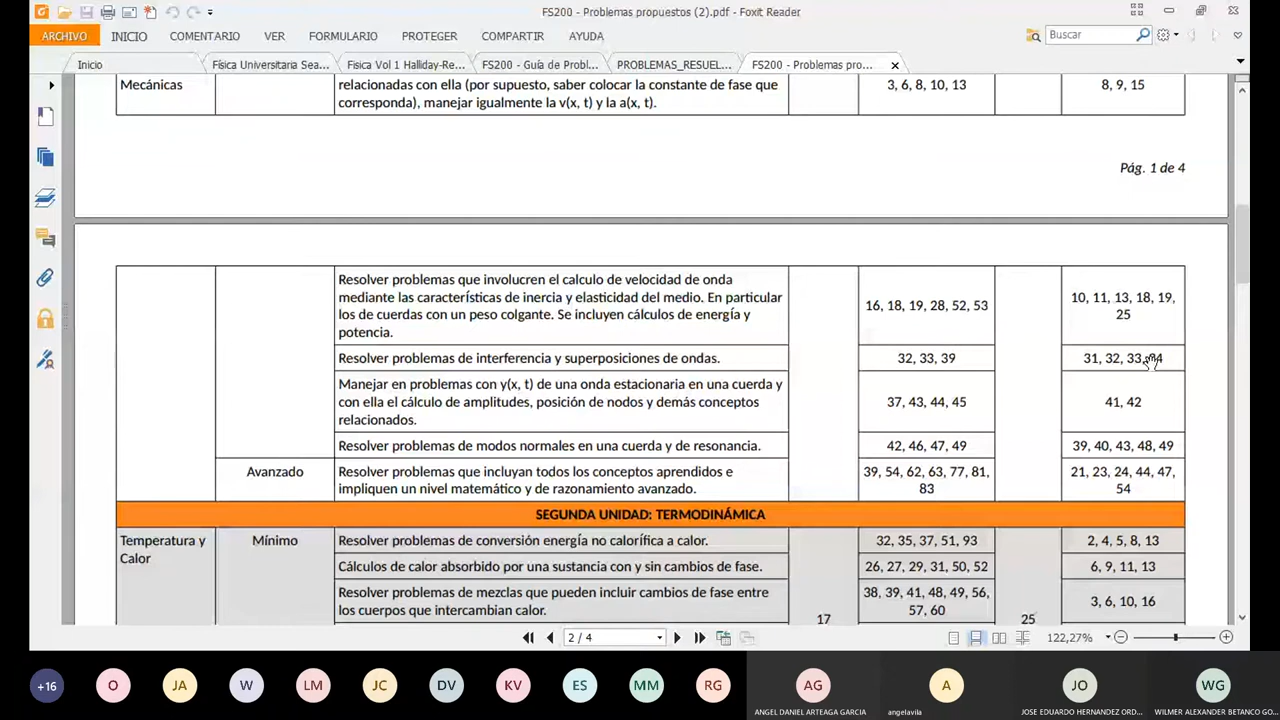 FS200 - Problemas propuestos (2).pdf - Foxit Reader
ARCHIVO INICIO COMENTARIO VER FORMULARIO PROTEGER COMPARTIR AYUDA
Buscar
Inicio Física Universitaria Sea... Fisica Vol 1 Halliday-Re... FS200 - Guía de Probl... PROBLEMAS_RESUEL... FS200 - Problemas pro...
Mecánicas
relacionadas con ella (por supuesto, saber colocar la constante de fase que
corresponda), manejar igualmente la v(x, t) y la a(x, t).
3, 6, 8, 10, 13
8, 9, 15
Pág. 1 de 4
Resolver problemas que involucren el calculo de velocidad de onda
mediante las características de inercia y elasticidad del medio. En particular
los de cuerdas con un peso colgante. Se incluyen cálculos de energía y
potencia.
16, 18, 19, 28, 52, 53
10, 11, 13, 18, 19,
25
Resolver problemas de interferencia y superposiciones de ondas.
32, 33, 39
31, 32, 33,
Manejar en problemas con y(x, t) de una onda estacionaria en una cuerda y
con ella el cálculo de amplitudes, posición de nodos y demás conceptos
relacionados.
37, 43, 44, 45
41, 42
Resolver problemas de modos normales en una cuerda y de resonancia.
42, 46, 47, 49
39, 40, 43, 48, 49
Avanzado
Resolver problemas que incluyan todos los conceptos aprendidos e
impliquen un nivel matemático y de razonamiento avanzado.
39, 54, 62, 63, 77, 81,
83
21, 23, 24, 44, 47,
54
SEGUNDA UNIDAD: TERMODINÁMICA
Temperatura y
Calor
Mínimo
Resolver problemas de conversión energía no calorífica a calor.
32, 35, 37, 51, 93
2, 4, 5, 8, 13
Cálculos de calor absorbido por una sustancia con y sin cambios de fase.
26, 27, 29, 31, 50, 52
6, 9, 11, 13
Resolver problemas de mezclas que pueden incluir cambios de fase entre
los cuerpos que intercambian calor.
17
38, 39, 41, 48, 49, 56,
57, 60
25
3, 6, 10, 16
2 / 4
122,27%
+16 O JA W LM JC DV KV ES MM RG AG A JO WG
ANGEL DANIEL ARTEAGA GARCIA angelavila JOSE EDUARDO HERNANDEZ ORD... WILMER ALEXANDER BETANCO GO...